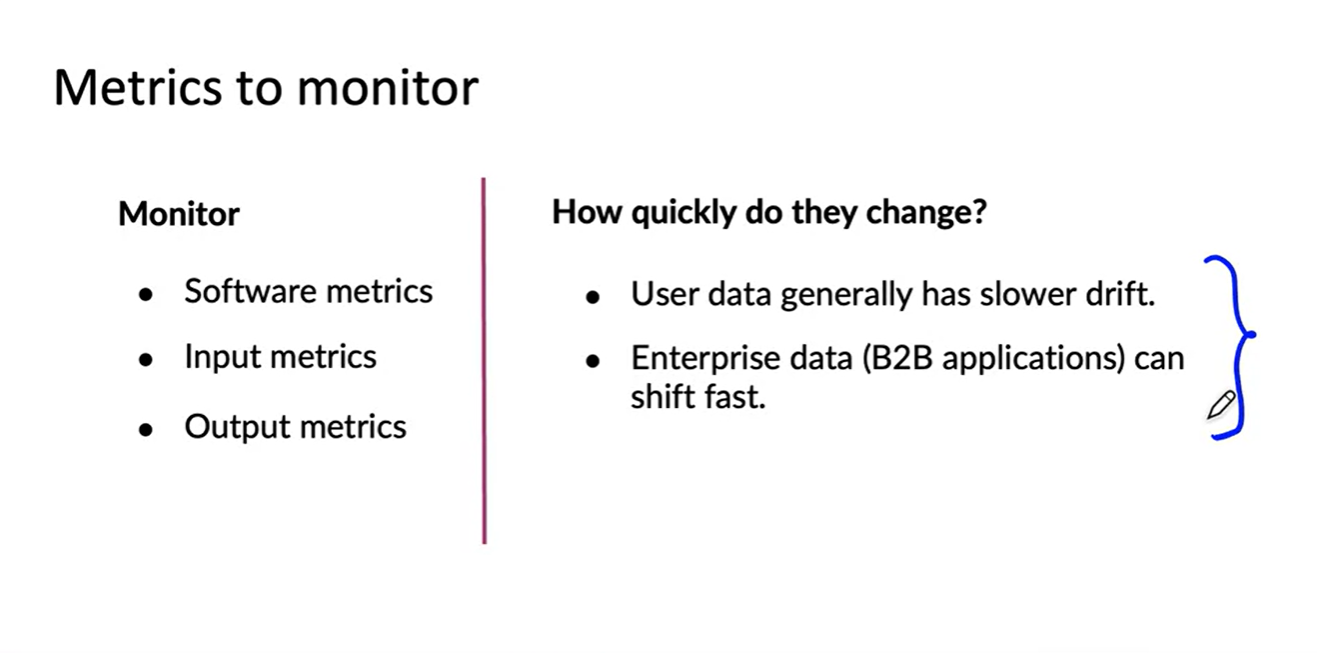 Metrics to monitor
Monitor
● Software metrics
● Input metrics
● Output metrics
How quickly do they change?
● User data generally has slower drift.
● Enterprise data (B2B applications) can
shift fast.